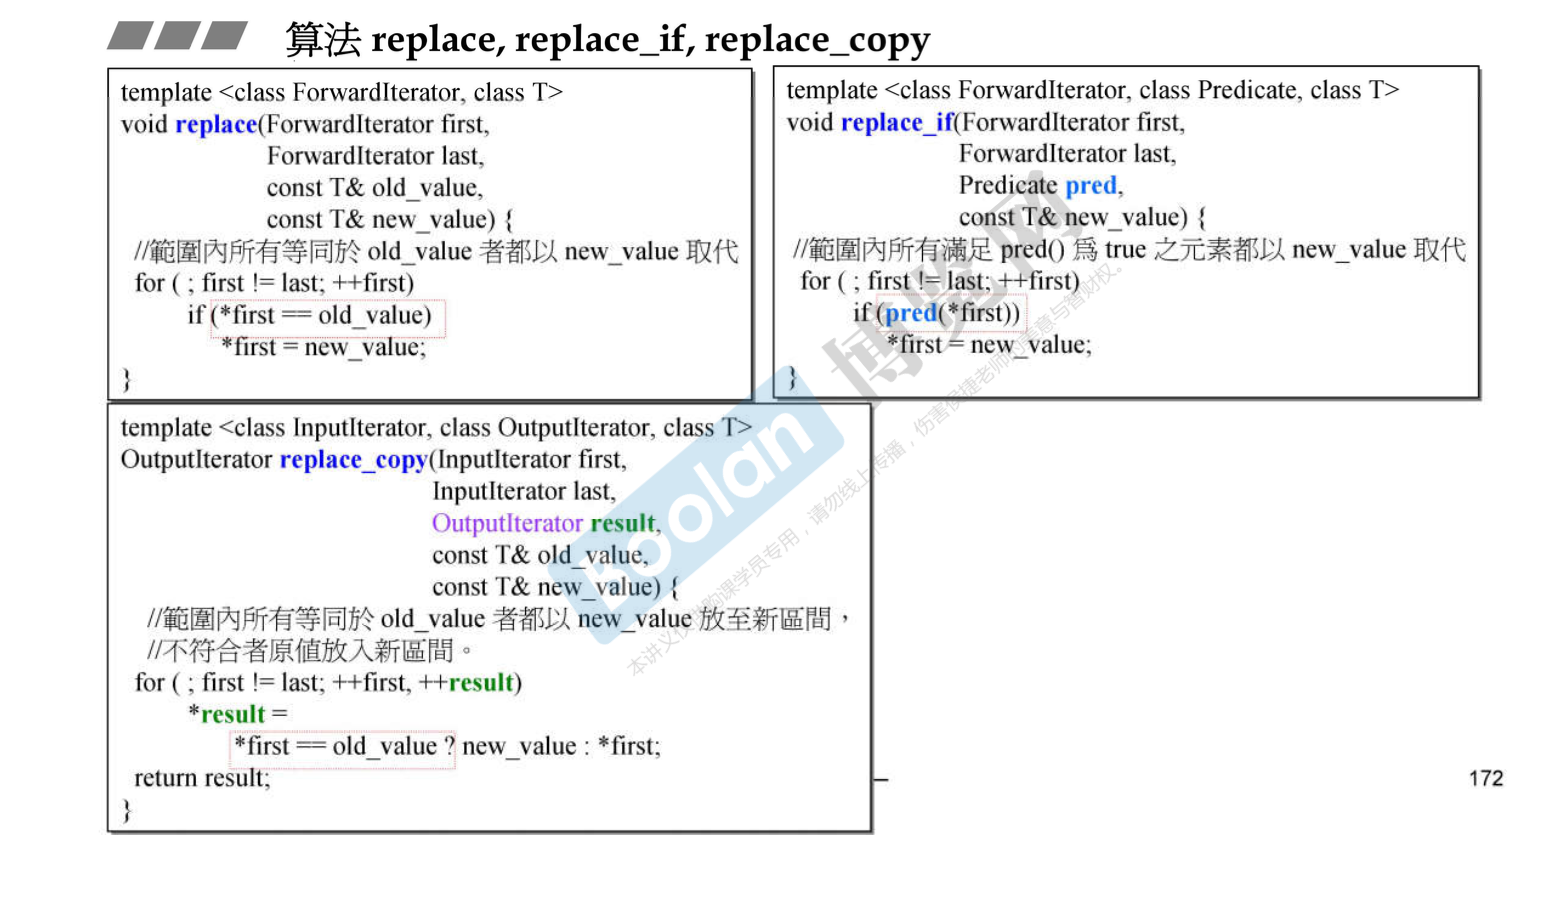 算法 replace, replace_if, replace_copy
template <class ForwardIterator, class T>
void replace(ForwardIterator first,
ForwardIterator last,
const T& old_value,
const T& new_value) {
//範圍內所有等同於 old_value 者都以 new_value 取代
for ( ; first != last; ++first)
if (*first == old_value)
*first = new_value;
}
template <class ForwardIterator, class Predicate, class T>
void replace_if(ForwardIterator first,
ForwardIterator last,
Predicate pred,
const T& new_value) {
//範圍內所有滿足 pred() 為 true 之元素都以 new_value 取代
for ( ; first != last; ++first)
if (pred(*first))
*first = new_value;
}
template <class InputIterator, class OutputIterator, class T>
OutputIterator replace_copy(InputIterator first,
InputIterator last,
OutputIterator result,
const T& old_value,
const T& new_value) {
//範圍內所有等同於 old_value 者都以 new_value 放至新區間，
//不符合者原值放入新區間。
for ( ; first != last; ++first, ++result)
*result =
*first == old_value ? new_value : *first;
return result;
}
Boolan 博览网
本讲义仅供购课学员专用，请勿线上传播，伤害侯捷老师的美意与智财权。
172